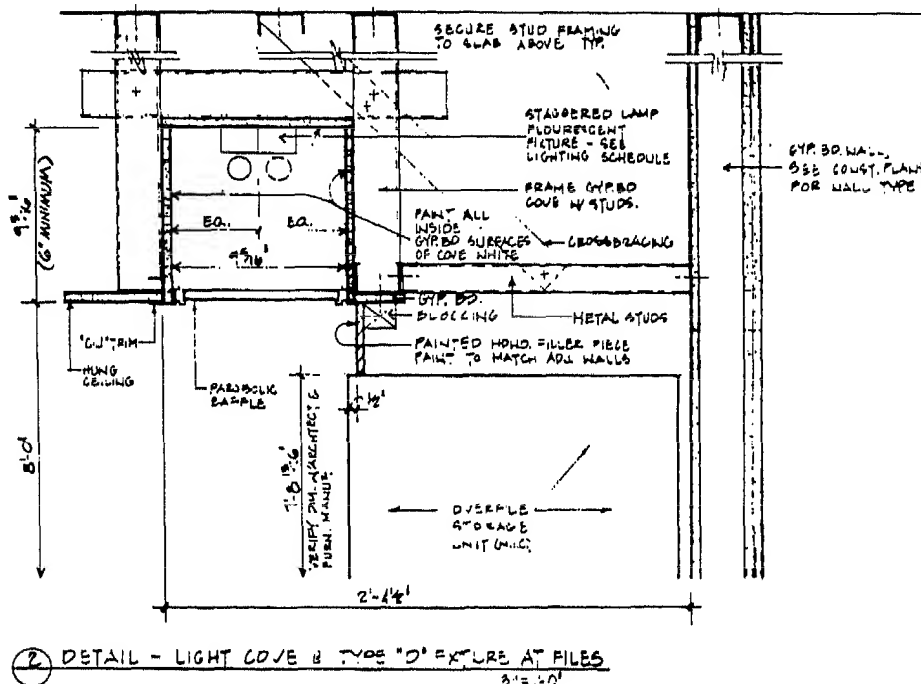 SECURE STUD FRAMING
TO SLAB ABOVE TYP.
STAGGERED LAMP
FLOURESCENT
FIXTURE - SEE
LIGHTING SCHEDULE
GYP. BD. WALL,
SEE CONST. PLAN
FOR WALL TYPE
FRAME GYP. BD
COVE W/ STUDS.
PAINT ALL
INSIDE
GYP. BD SURFACES
OF COVE WHITE
CROSSBRACING
(6" MINIMUM)
EQ.
EQ.
GYP. BD.
BLOCKING
METAL STUDS
PAINTED HDWD. FILLER PIECE
PAINT TO MATCH ADJ. WALLS
TRIM
HUNG
CEILING
PARABOLIC
BAFFLE
1/2"
8'-0"
VERIFY DIM. W/ARCHITECT &
FURN. MANUF.
OVERFILE
STORAGE
UNIT (N.I.C.)
2'-4 1/2"
2 DETAIL - LIGHT COVE & TYPE "D" FIXTURE AT FILES